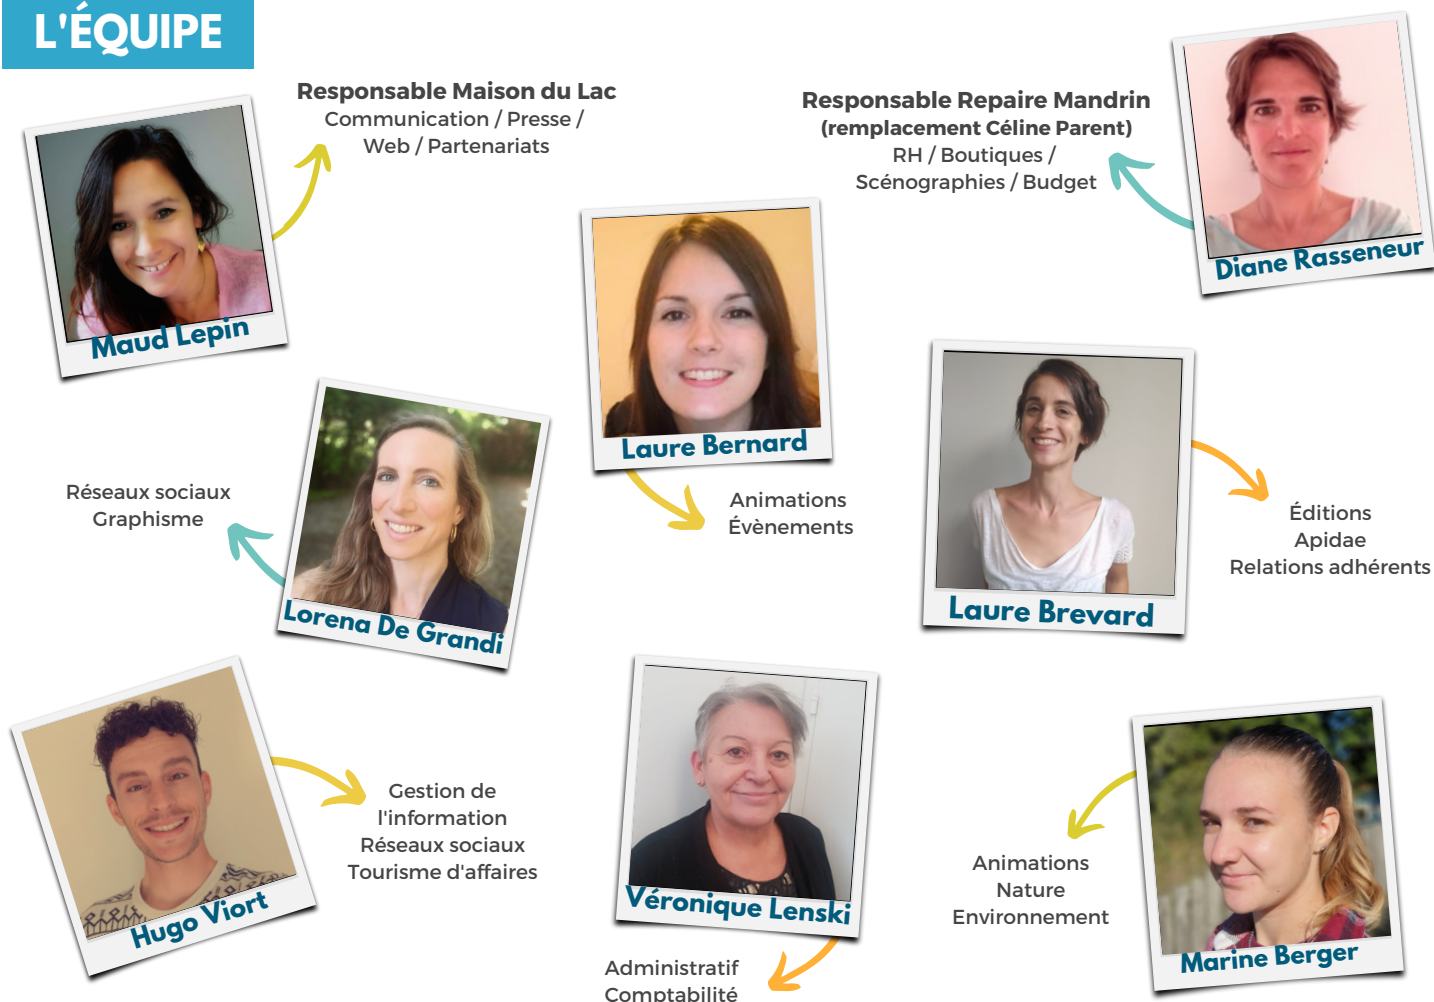 L'ÉQUIPE
Responsable Maison du Lac
Communication / Presse /
Web / Partenariats
Maud Lepin
Responsable Repaire Mandrin
(remplacement Céline Parent)
RH / Boutiques /
Scénographies / Budget
Diane Rasseneur
Laure Bernard
Animations
Évènements
Réseaux sociaux
Graphisme
Lorena De Grandi
Laure Brevard
Éditions
Apidae
Relations adhérents
Hugo Viort
Gestion de
l'information
Réseaux sociaux
Tourisme d'affaires
Véronique Lenski
Administratif
Comptabilité
Animations
Nature
Environnement
Marine Berger